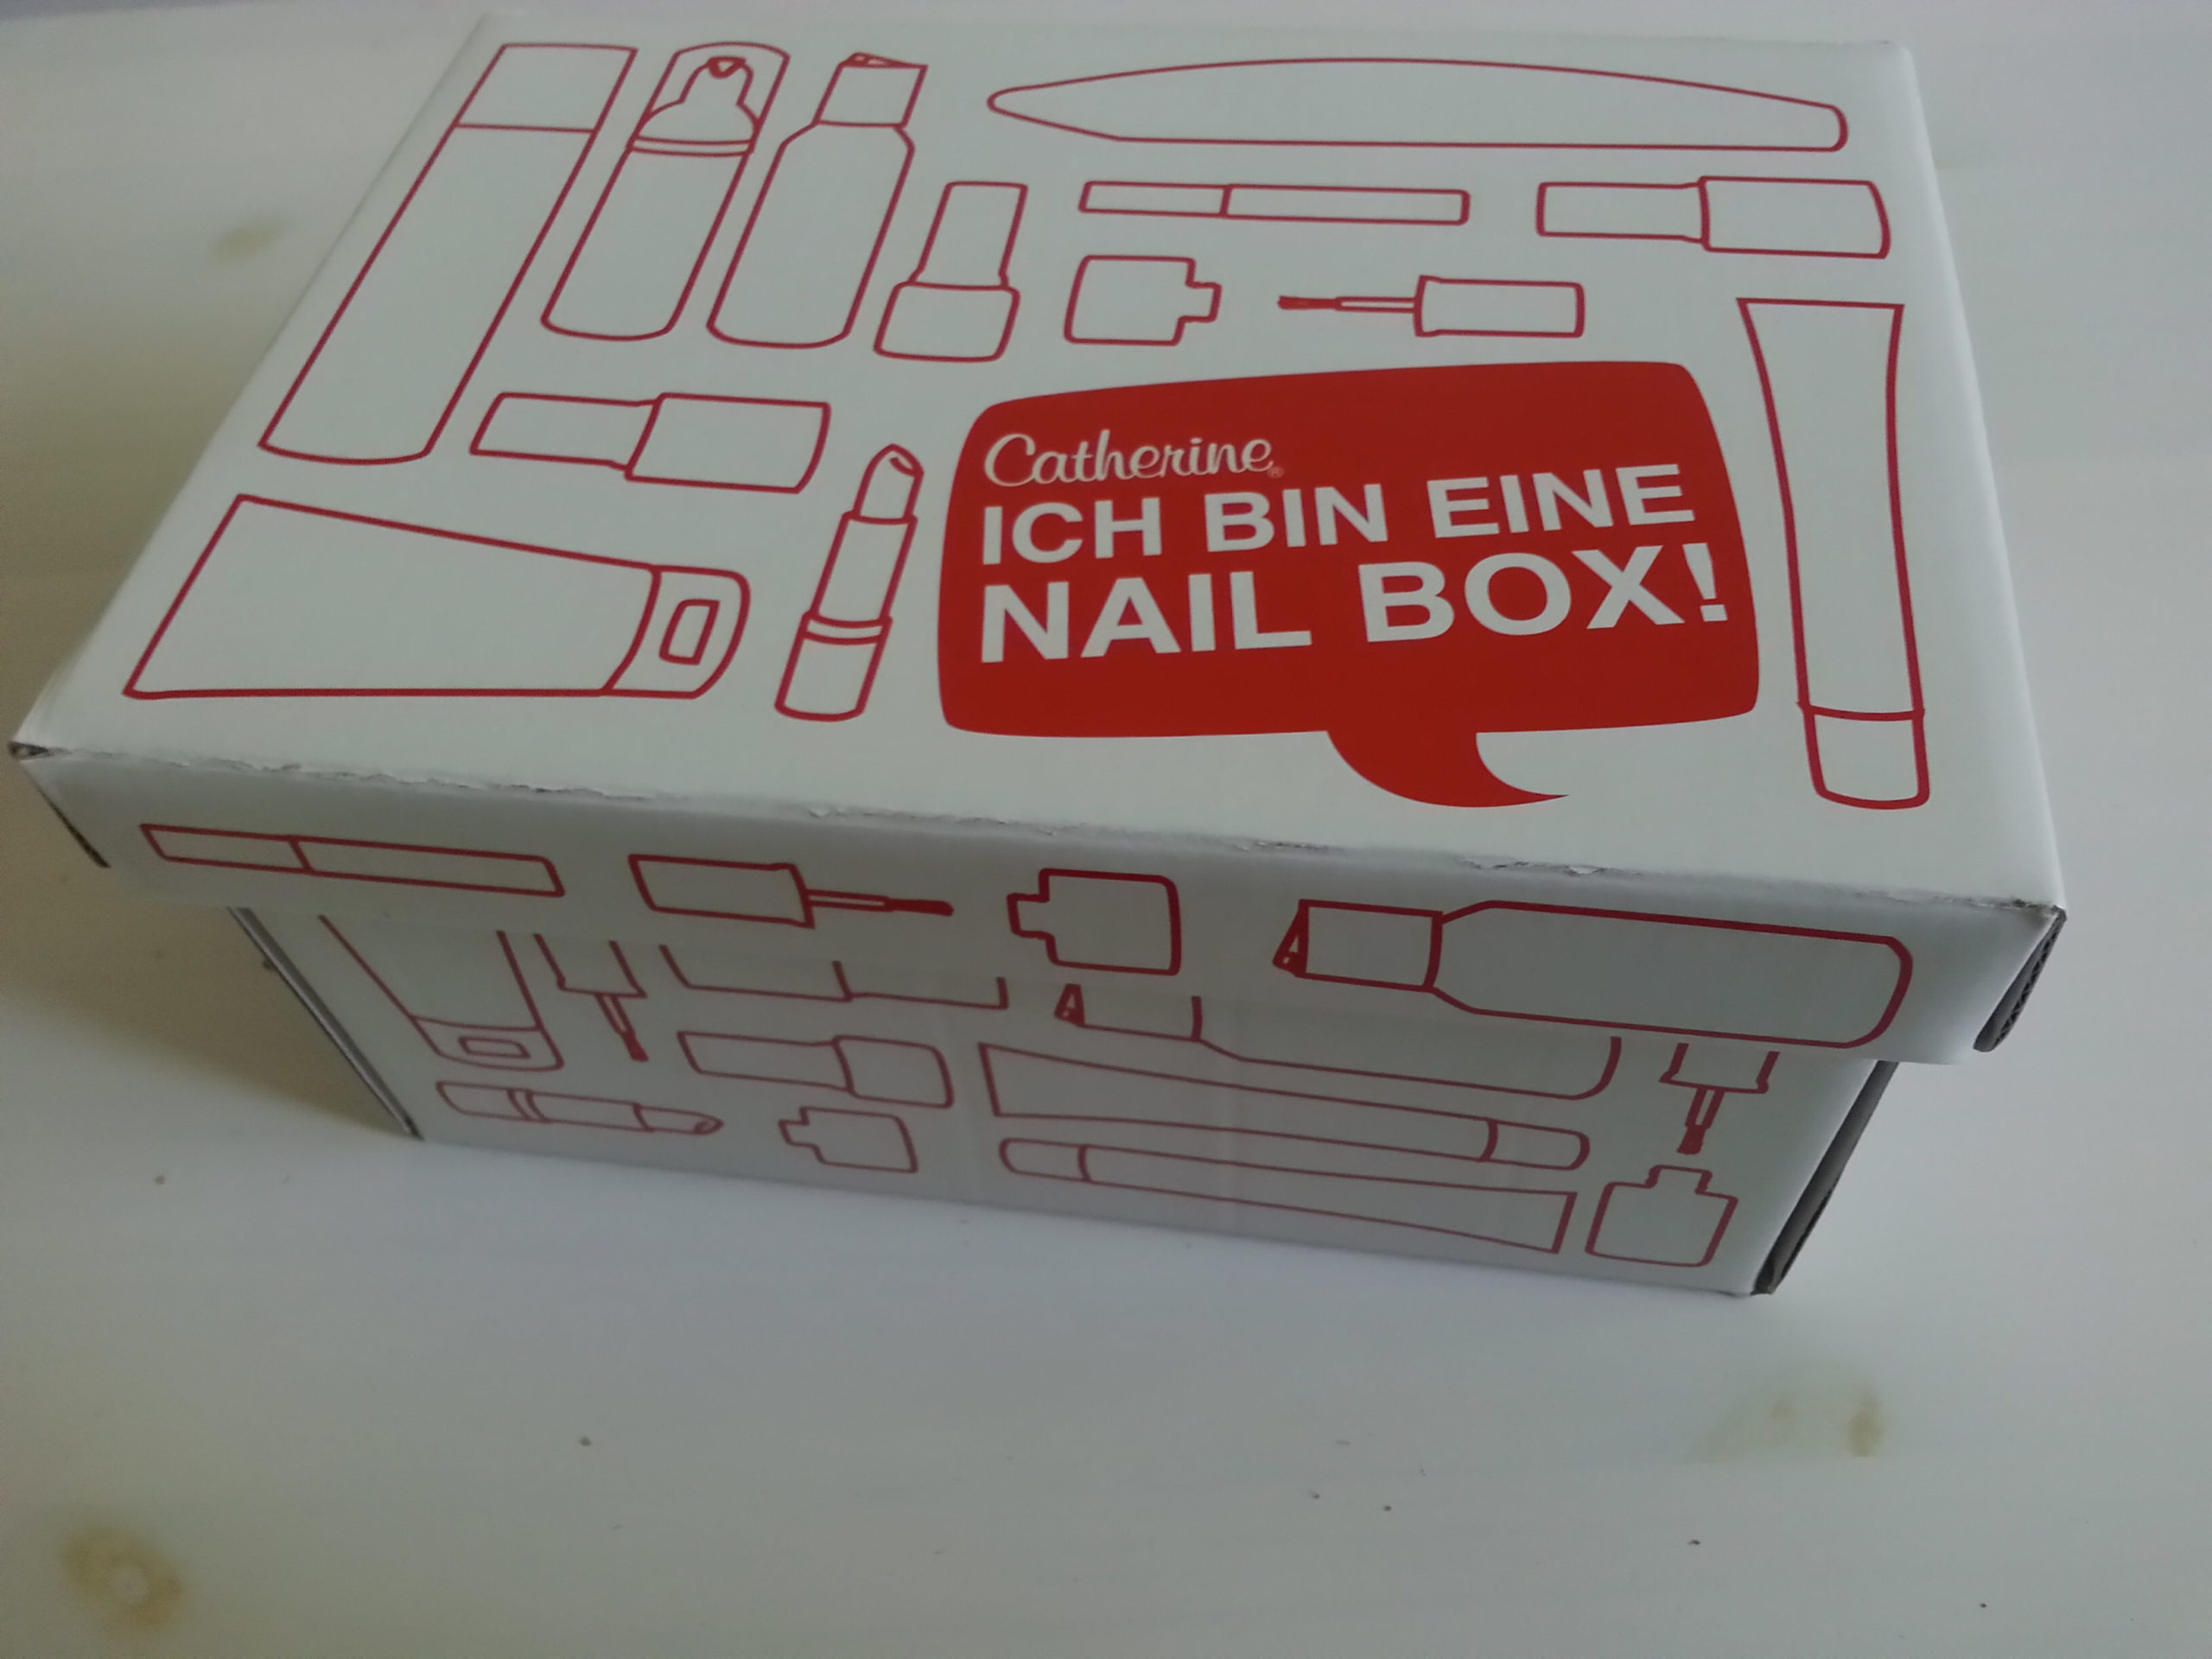 Catherine®
ICH BIN EINE
NAIL BOX!